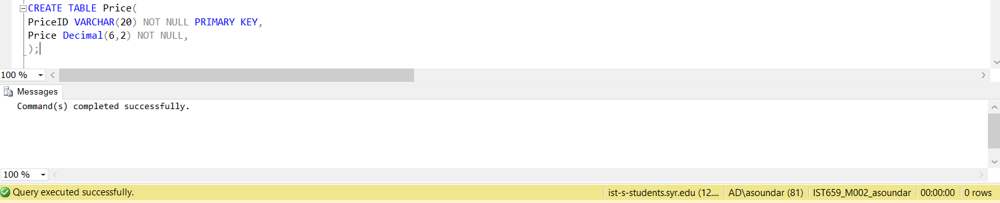 CREATE TABLE Price(
PriceID VARCHAR(20) NOT NULL PRIMARY KEY,
Price Decimal(6,2) NOT NULL,
);
100 %
Messages
Command(s) completed successfully.
100 %
Query executed successfully. ist-s-students.syr.edu (12.... AD\asoundar (81) IST659_M002_asoundar 00:00:00 0 rows